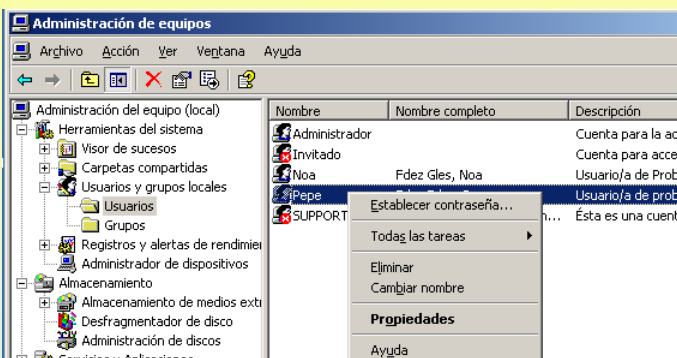 Administración de equipos
Archivo Acción Ver Ventana Ayuda
Administración del equipo (local)
Herramientas del sistema
Visor de sucesos
Carpetas compartidas
Usuarios y grupos locales
Usuarios
Grupos
Registros y alertas de rendimie
Administrador de dispositivos
Almacenamiento
Almacenamiento de medios extr
Desfragmentador de disco
Administración de discos
Servicios y Aplicaciones
Nombre Nombre completo Descripción
Administrador Cuenta para la ad
Invitado Cuenta para acce
Noa Fdez Gles, Noa Usuario/a de Prob
Pepe Usuario/a de prob
SUPPORT n... Ésta es una cuent
Establecer contraseña...
Todas las tareas
Eliminar
Cambiar nombre
Propiedades
Ayuda